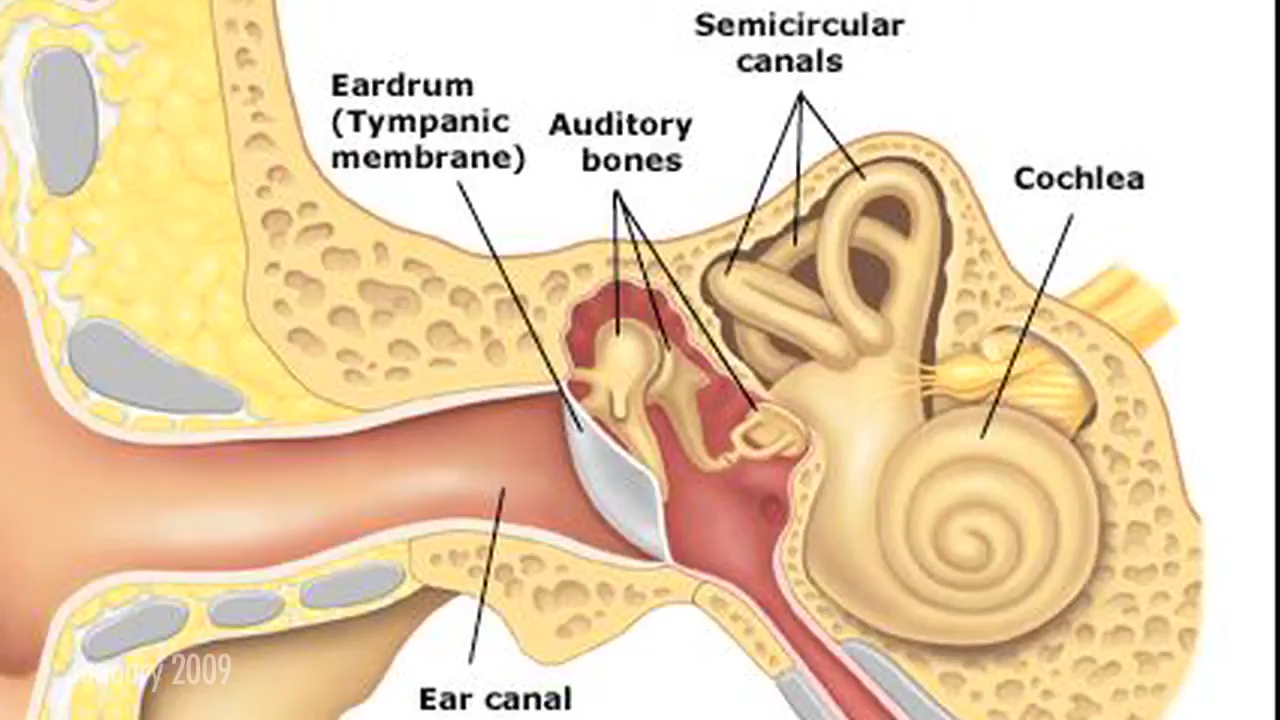 Semicircular
canals
Eardrum
(Tympanic
membrane)
Auditory
bones
Cochlea
Ear canal
2009